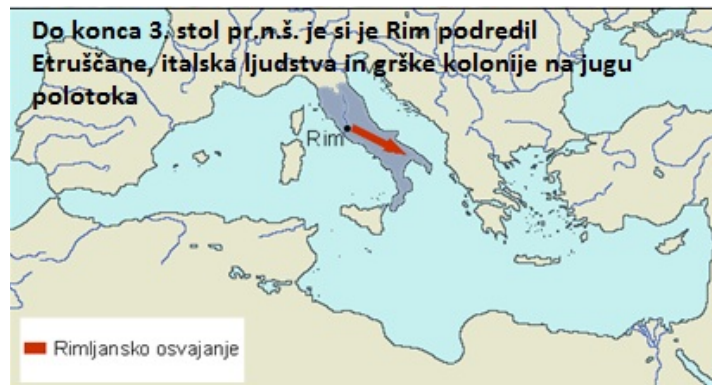 Do konca 3. stol pr.n.š. je si je Rim podredil
Etruščane, italska ljudstva in grške kolonije na jugu
polotoka
Rim
Rimljansko osvajanje